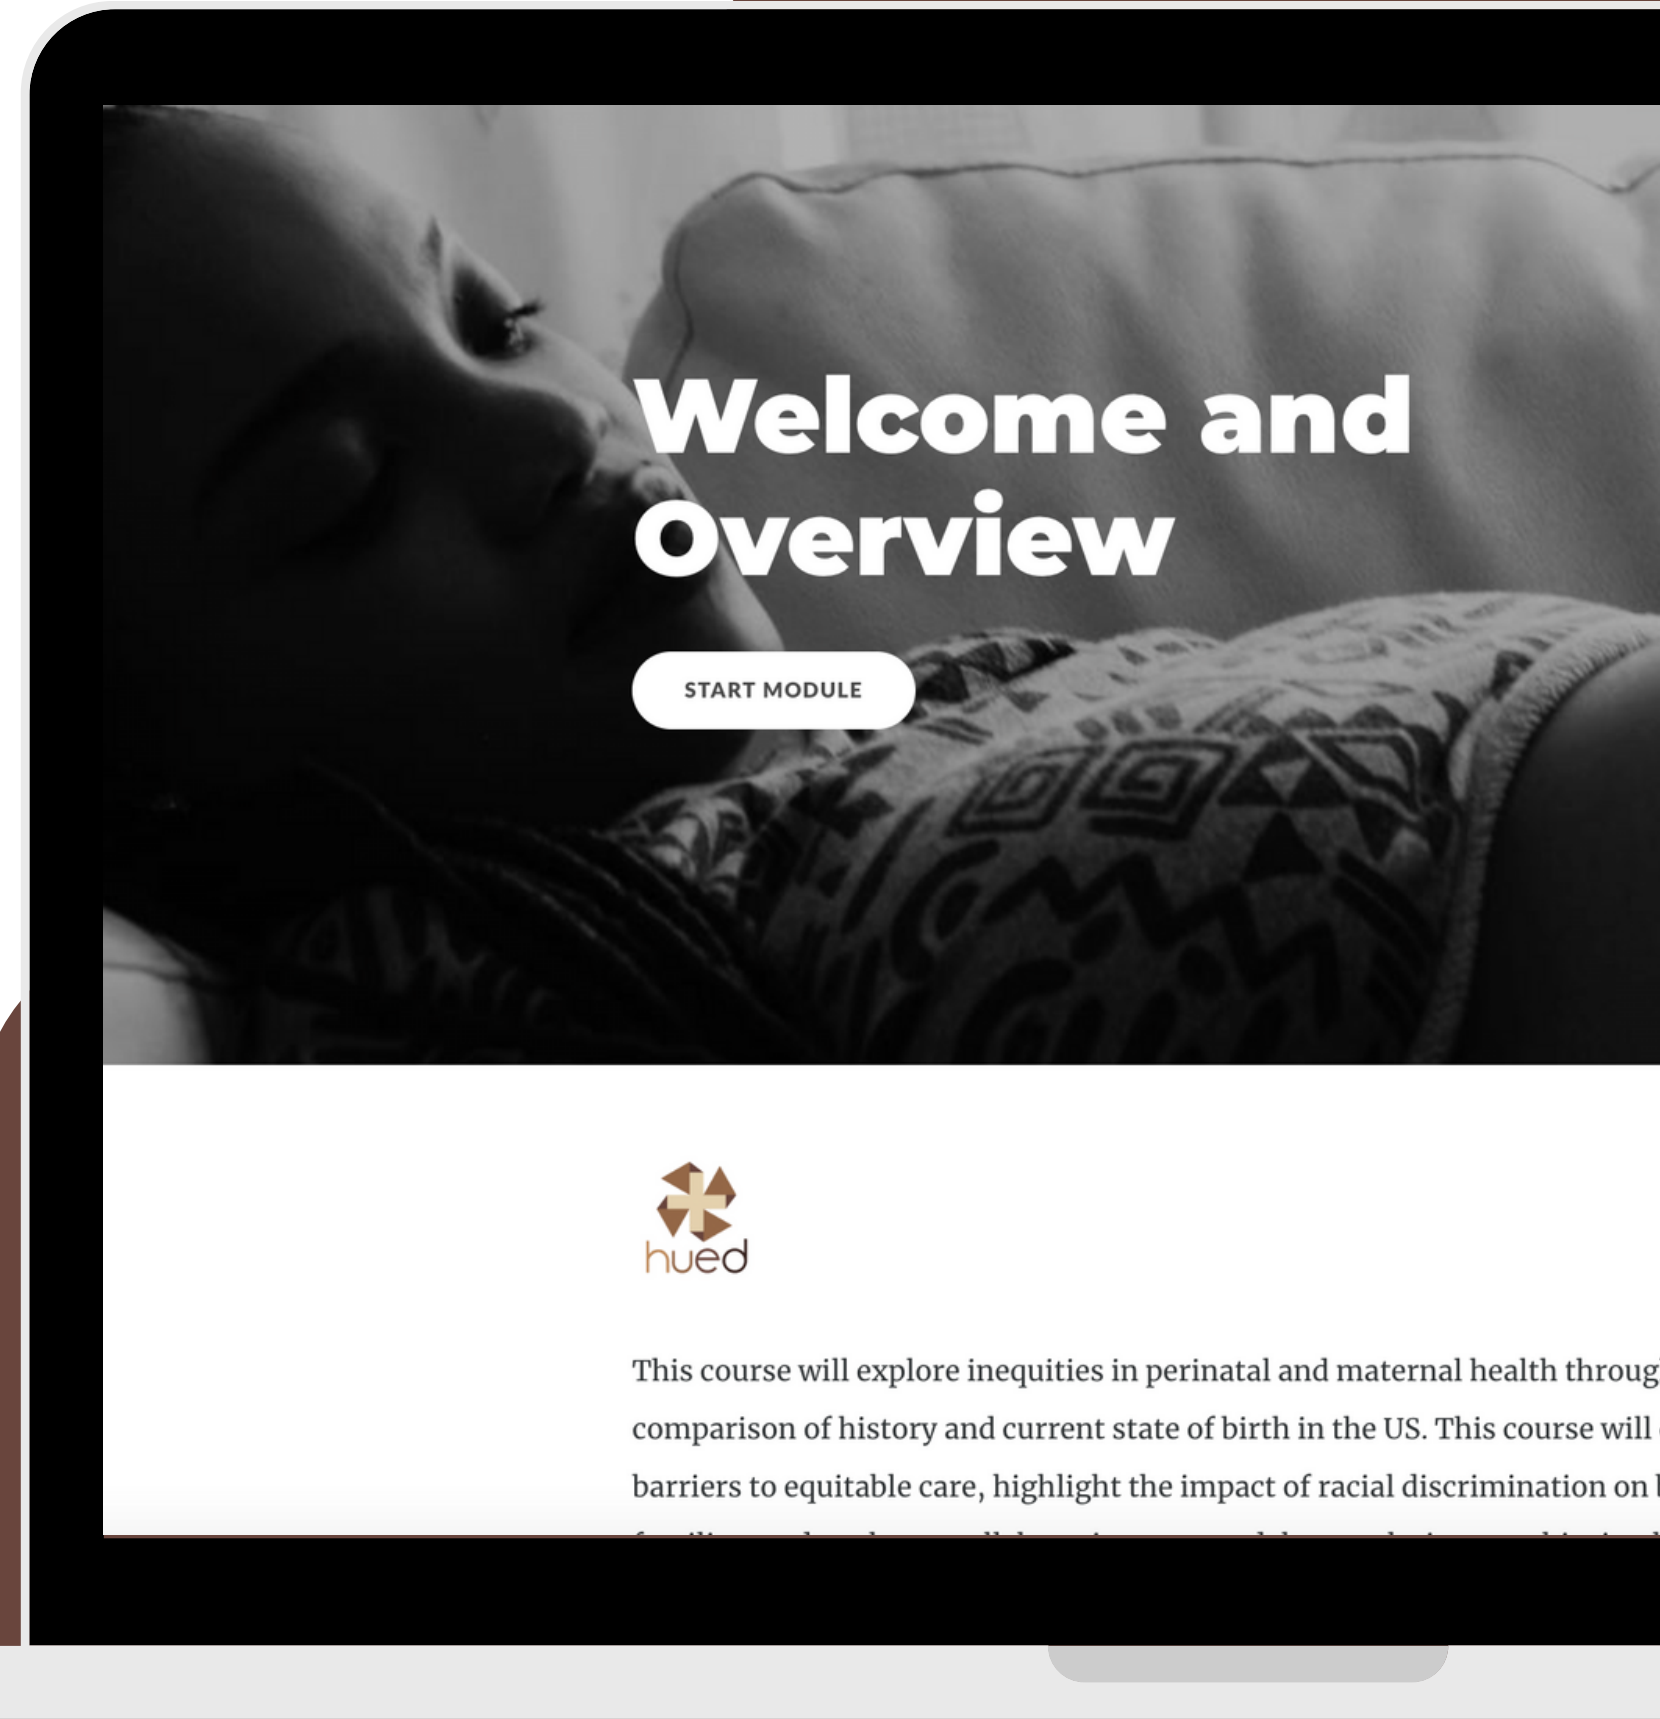 Welcome and
Overview
START MODULE
hued
This course will explore inequities in perinatal and maternal health
comparison of history and current state of birth in the US. This course will
barriers to equitable care, highlight the impact of racial discrimination on